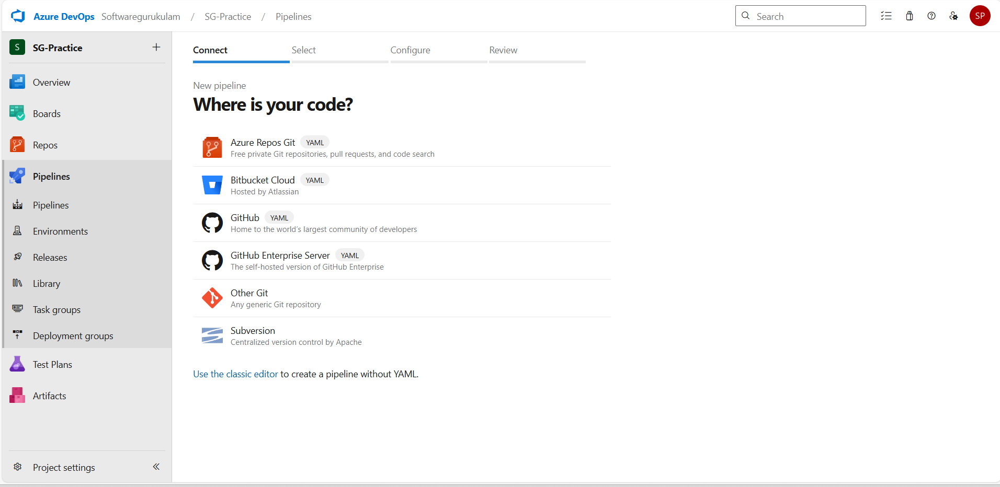 Azure DevOps Softwaregurukulam / SG-Practice / Pipelines
Search
SP
S SG-Practice
Overview
Boards
Repos
Pipelines
Pipelines
Environments
Releases
Library
Task groups
Deployment groups
Test Plans
Artifacts
Project settings
Connect Select Configure Review
New pipeline
Where is your code?
Azure Repos Git YAML
Free private Git repositories, pull requests, and code search
Bitbucket Cloud YAML
Hosted by Atlassian
GitHub YAML
Home to the world’s largest community of developers
GitHub Enterprise Server YAML
The self-hosted version of GitHub Enterprise
Other Git
Any generic Git repository
Subversion
Centralized version control by Apache
Use the classic editor to create a pipeline without YAML.